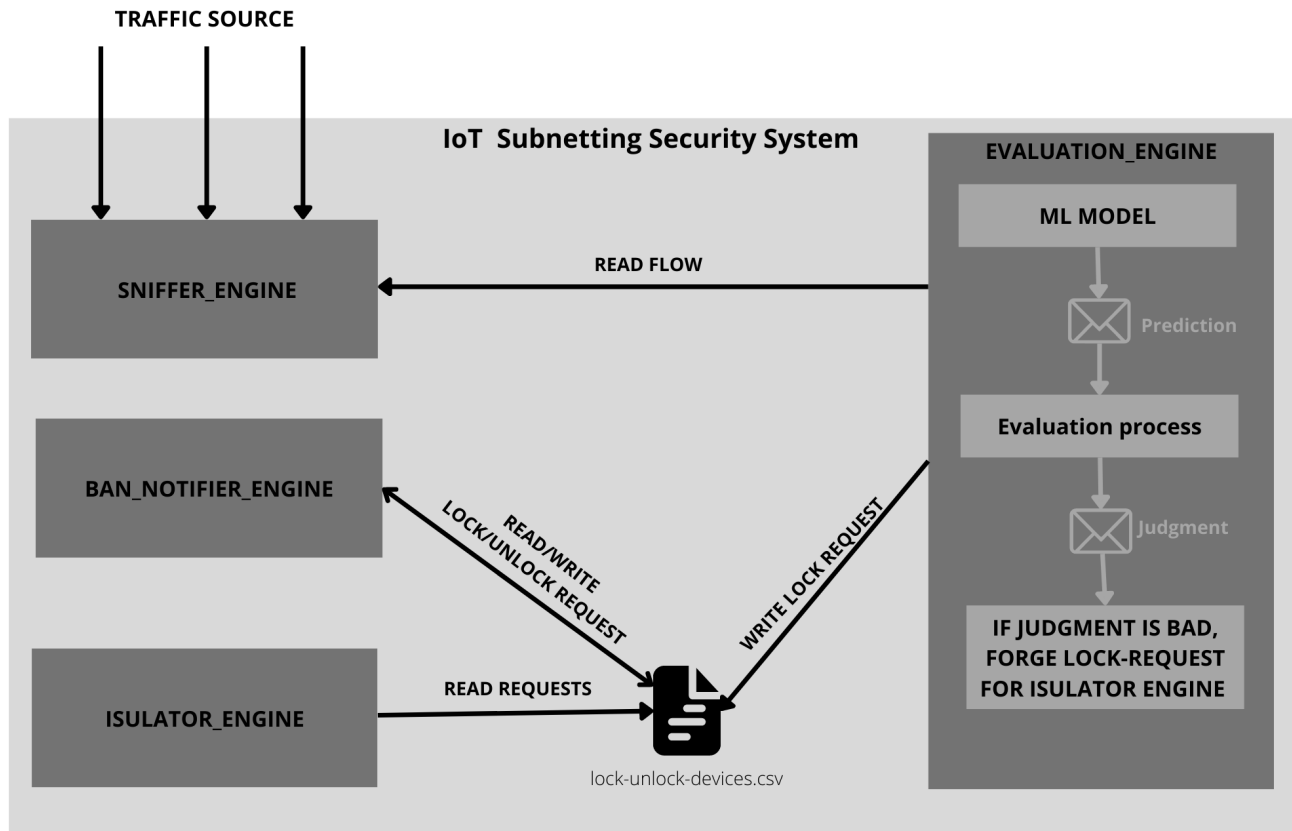 TRAFFIC SOURCE
IoT Subnetting Security System
EVALUATION_ENGINE
ML MODEL
Prediction
Evaluation process
Judgment
IF JUDGMENT IS BAD,
FORGE LOCK-REQUEST
FOR ISULATOR ENGINE
SNIFFER_ENGINE
READ FLOW
BAN_NOTIFIER_ENGINE
READ/WRITE
LOCK/UNLOCK REQUEST
WRITE LOCK REQUEST
ISULATOR_ENGINE
READ REQUESTS
lock-unlock-devices.csv